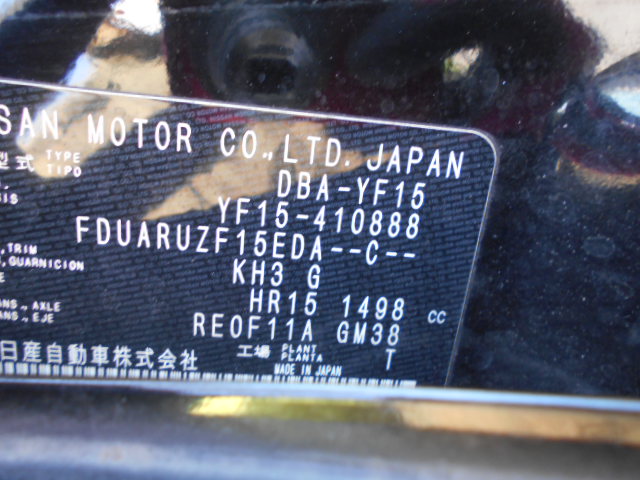 SAN MOTOR CO.,LTD. JAPAN
型式 TYPE TIPO DBA-YF15
YF15-410888
FDUARUZF15EDA--C--
, TRIM , GUARNICION KH3 G
HR15 1498 cc
ANS., AXLE ANS., EJE RE0F11A GM38
日産自動車株式会社 工場 PLANT PLANTA T
MADE IN JAPAN